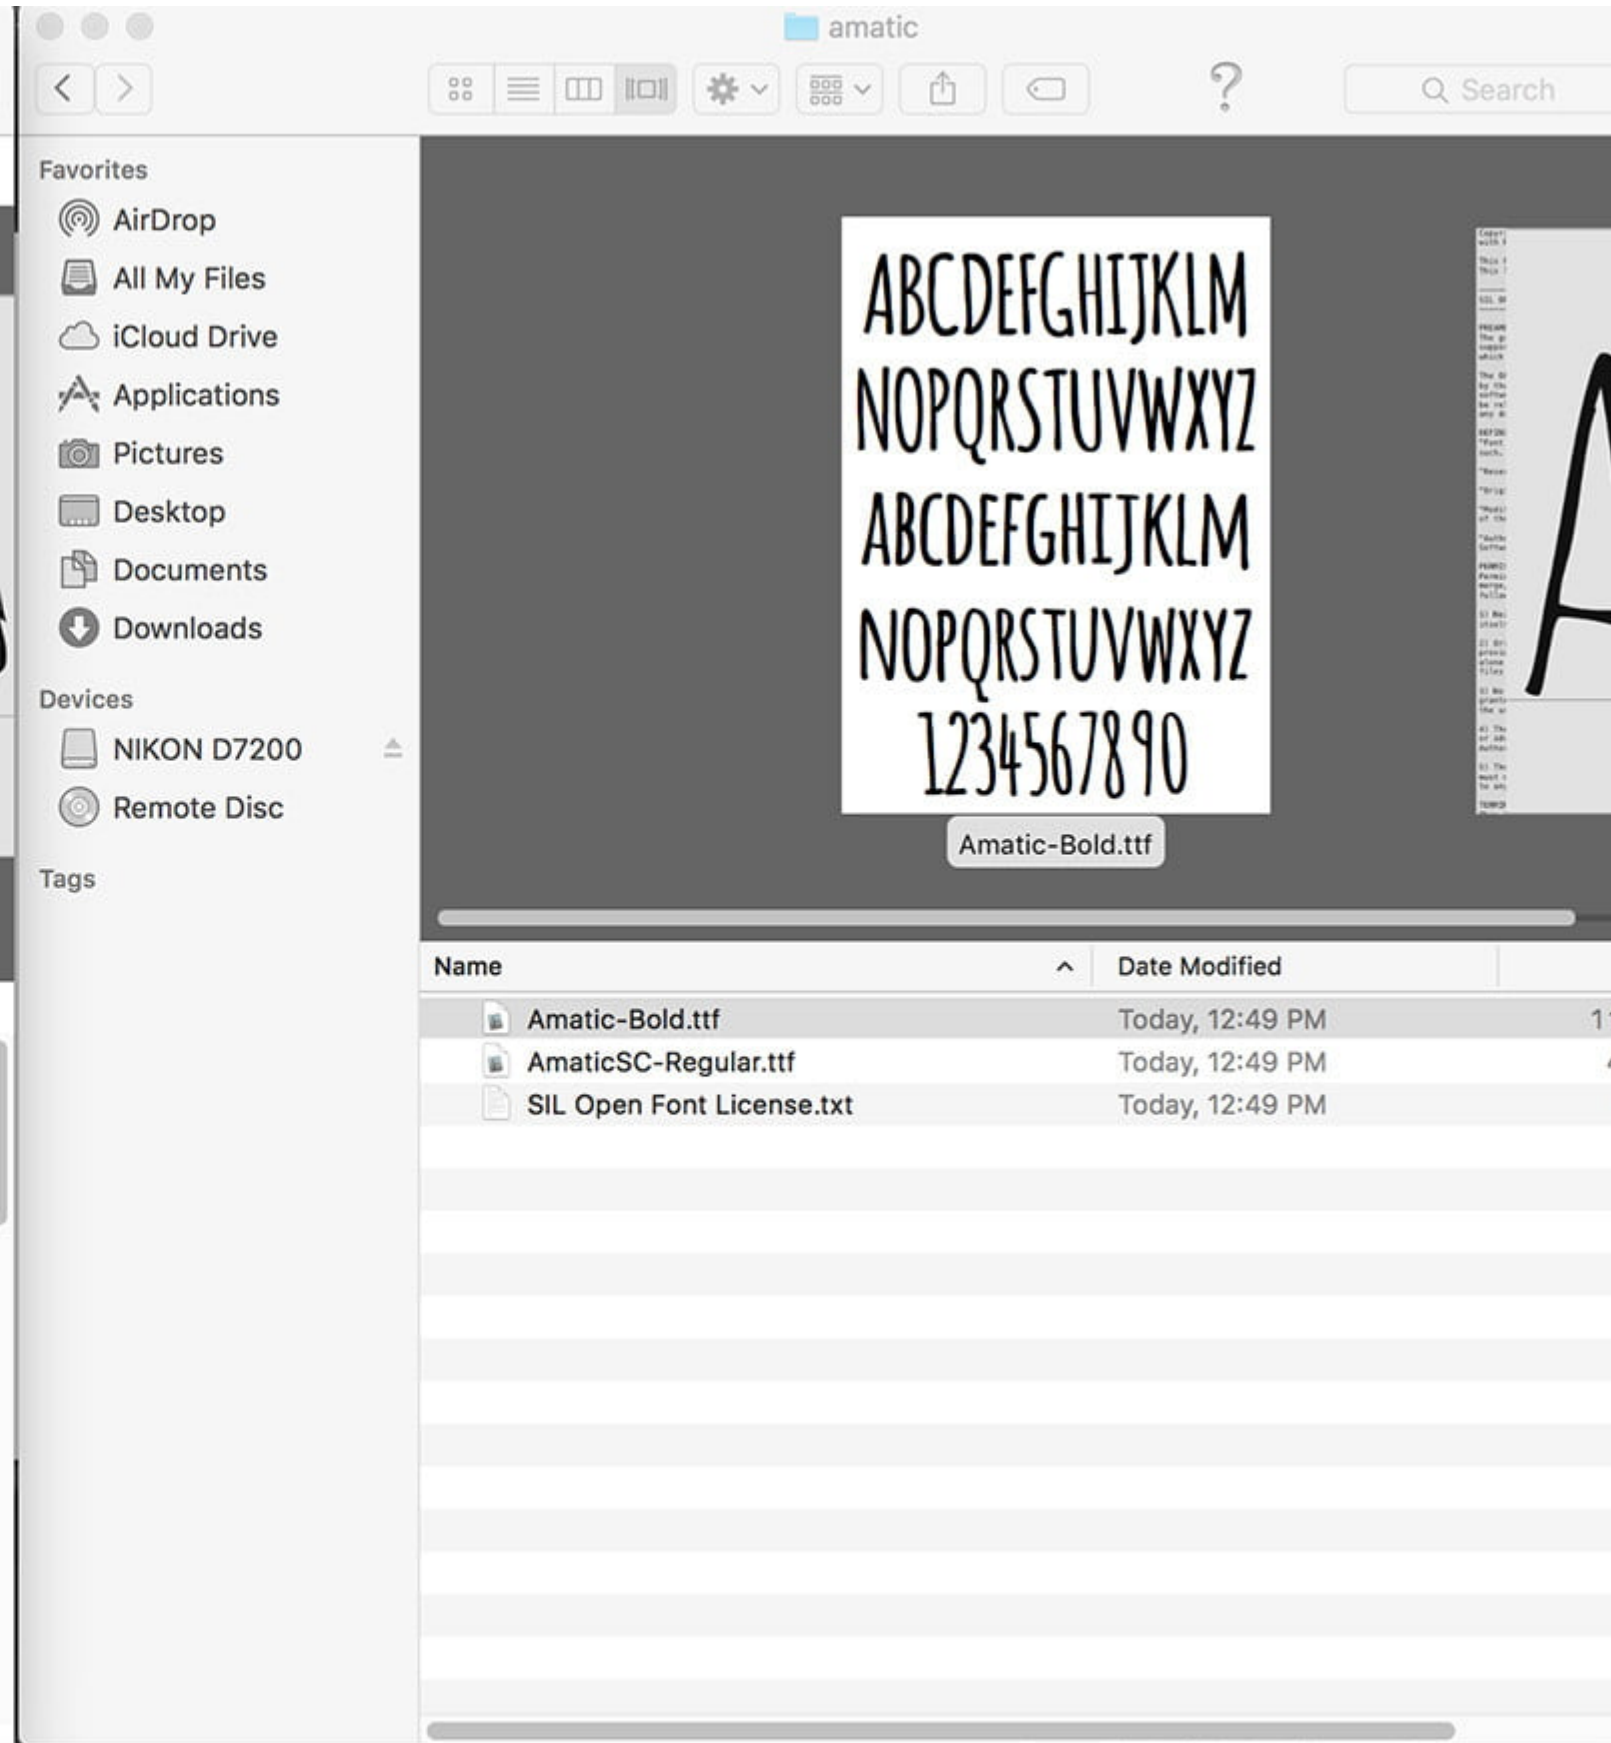 amatic
?
Search
Favorites
AirDrop
All My Files
iCloud Drive
Applications
Pictures
Desktop
Documents
Downloads
Devices
NIKON D7200
Remote Disc
Tags
ABCDEFGHIJKLM
NOPQRSTUVWXYZ
ABCDEFGHIJKLM
NOPQRSTUVWXYZ
1234567890
Amatic-Bold.ttf
A
Name Date Modified
Amatic-Bold.ttf Today, 12:49 PM
AmaticSC-Regular.ttf Today, 12:49 PM
SIL Open Font License.txt Today, 12:49 PM